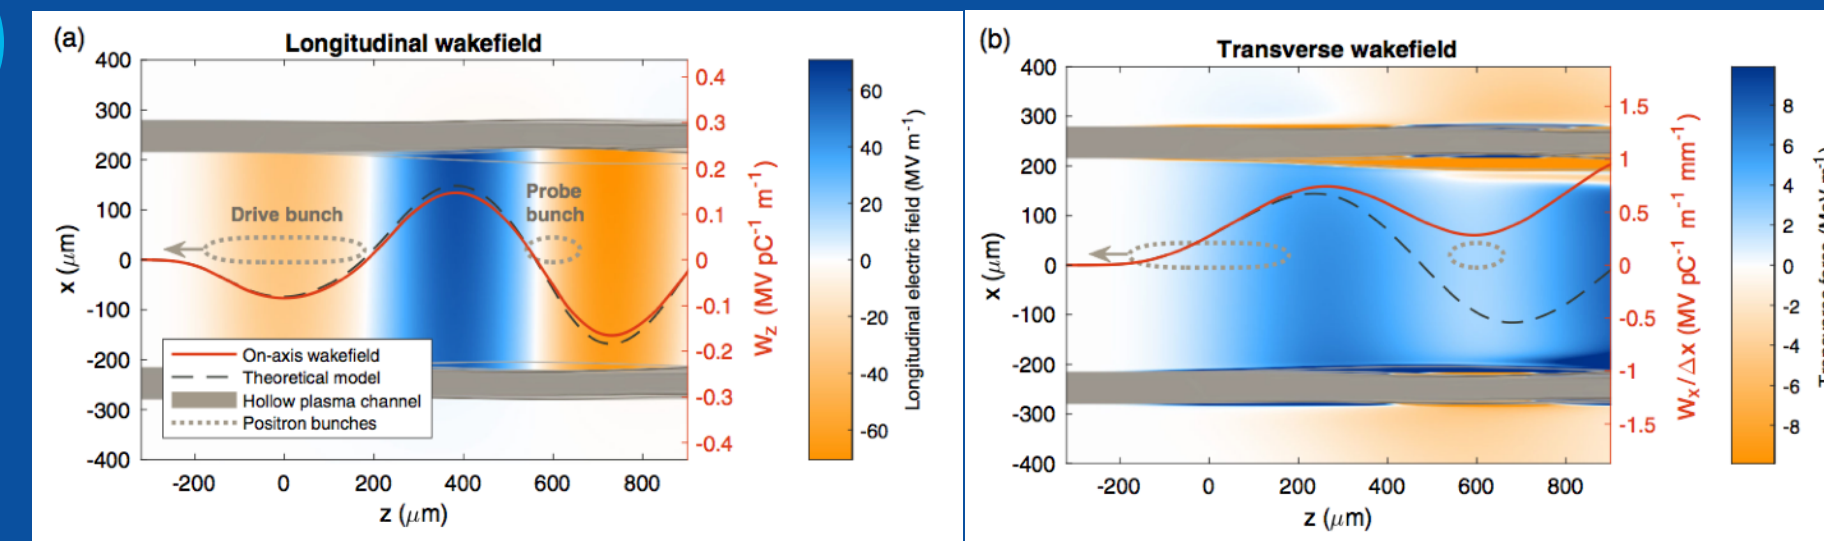 (a)
Longitudinal wakefield
400
300
200
100
0
-100
-200
-300
-400
x (μm)
Drive bunch
Probe
bunch
On-axis wakefield
Theoretical model
Hollow plasma channel
Positron bunches
-200 0 200 400 600 800
z (μm)
0.4
0.3
0.2
0.1
0
-0.1
-0.2
-0.3
-0.4
W_z (MV pC⁻¹ m⁻¹)
60
40
20
0
-20
-40
-60
Longitudinal electric field (MV m⁻¹)
(b)
Transverse wakefield
400
300
200
100
0
-100
-200
-300
-400
x (μm)
-200 0 200 400 600 800
z (μm)
1.5
1
0.5
0
-0.5
-1
-1.5
W_x/Δx (MV pC⁻¹ m⁻¹ mm⁻¹)
8
6
4
2
0
-2
-4
-6
-8